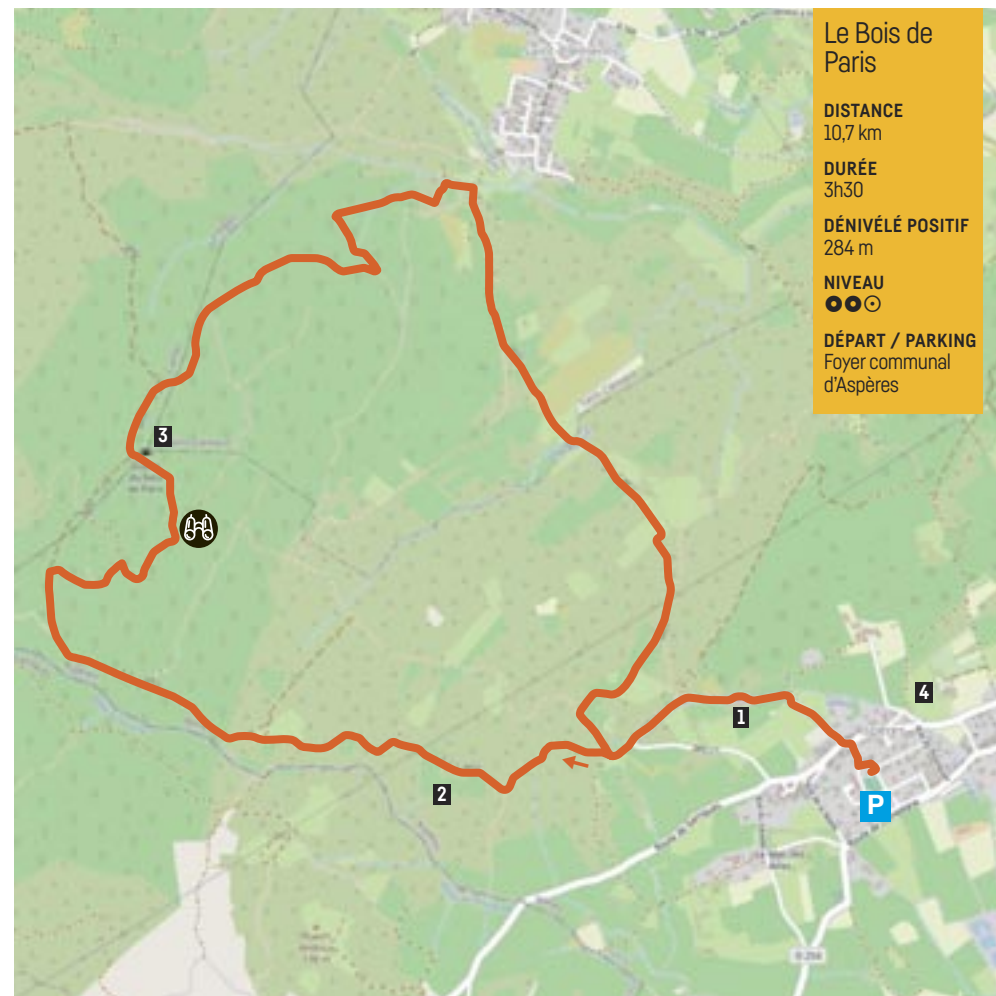 Le Bois de
Paris
DISTANCE
10,7 km
DURÉE
3h30
DÉNIVÉLÉ POSITIF
284 m
NIVEAU
DÉPART / PARKING
Foyer communal
d'Aspères
3
4
1
2
P